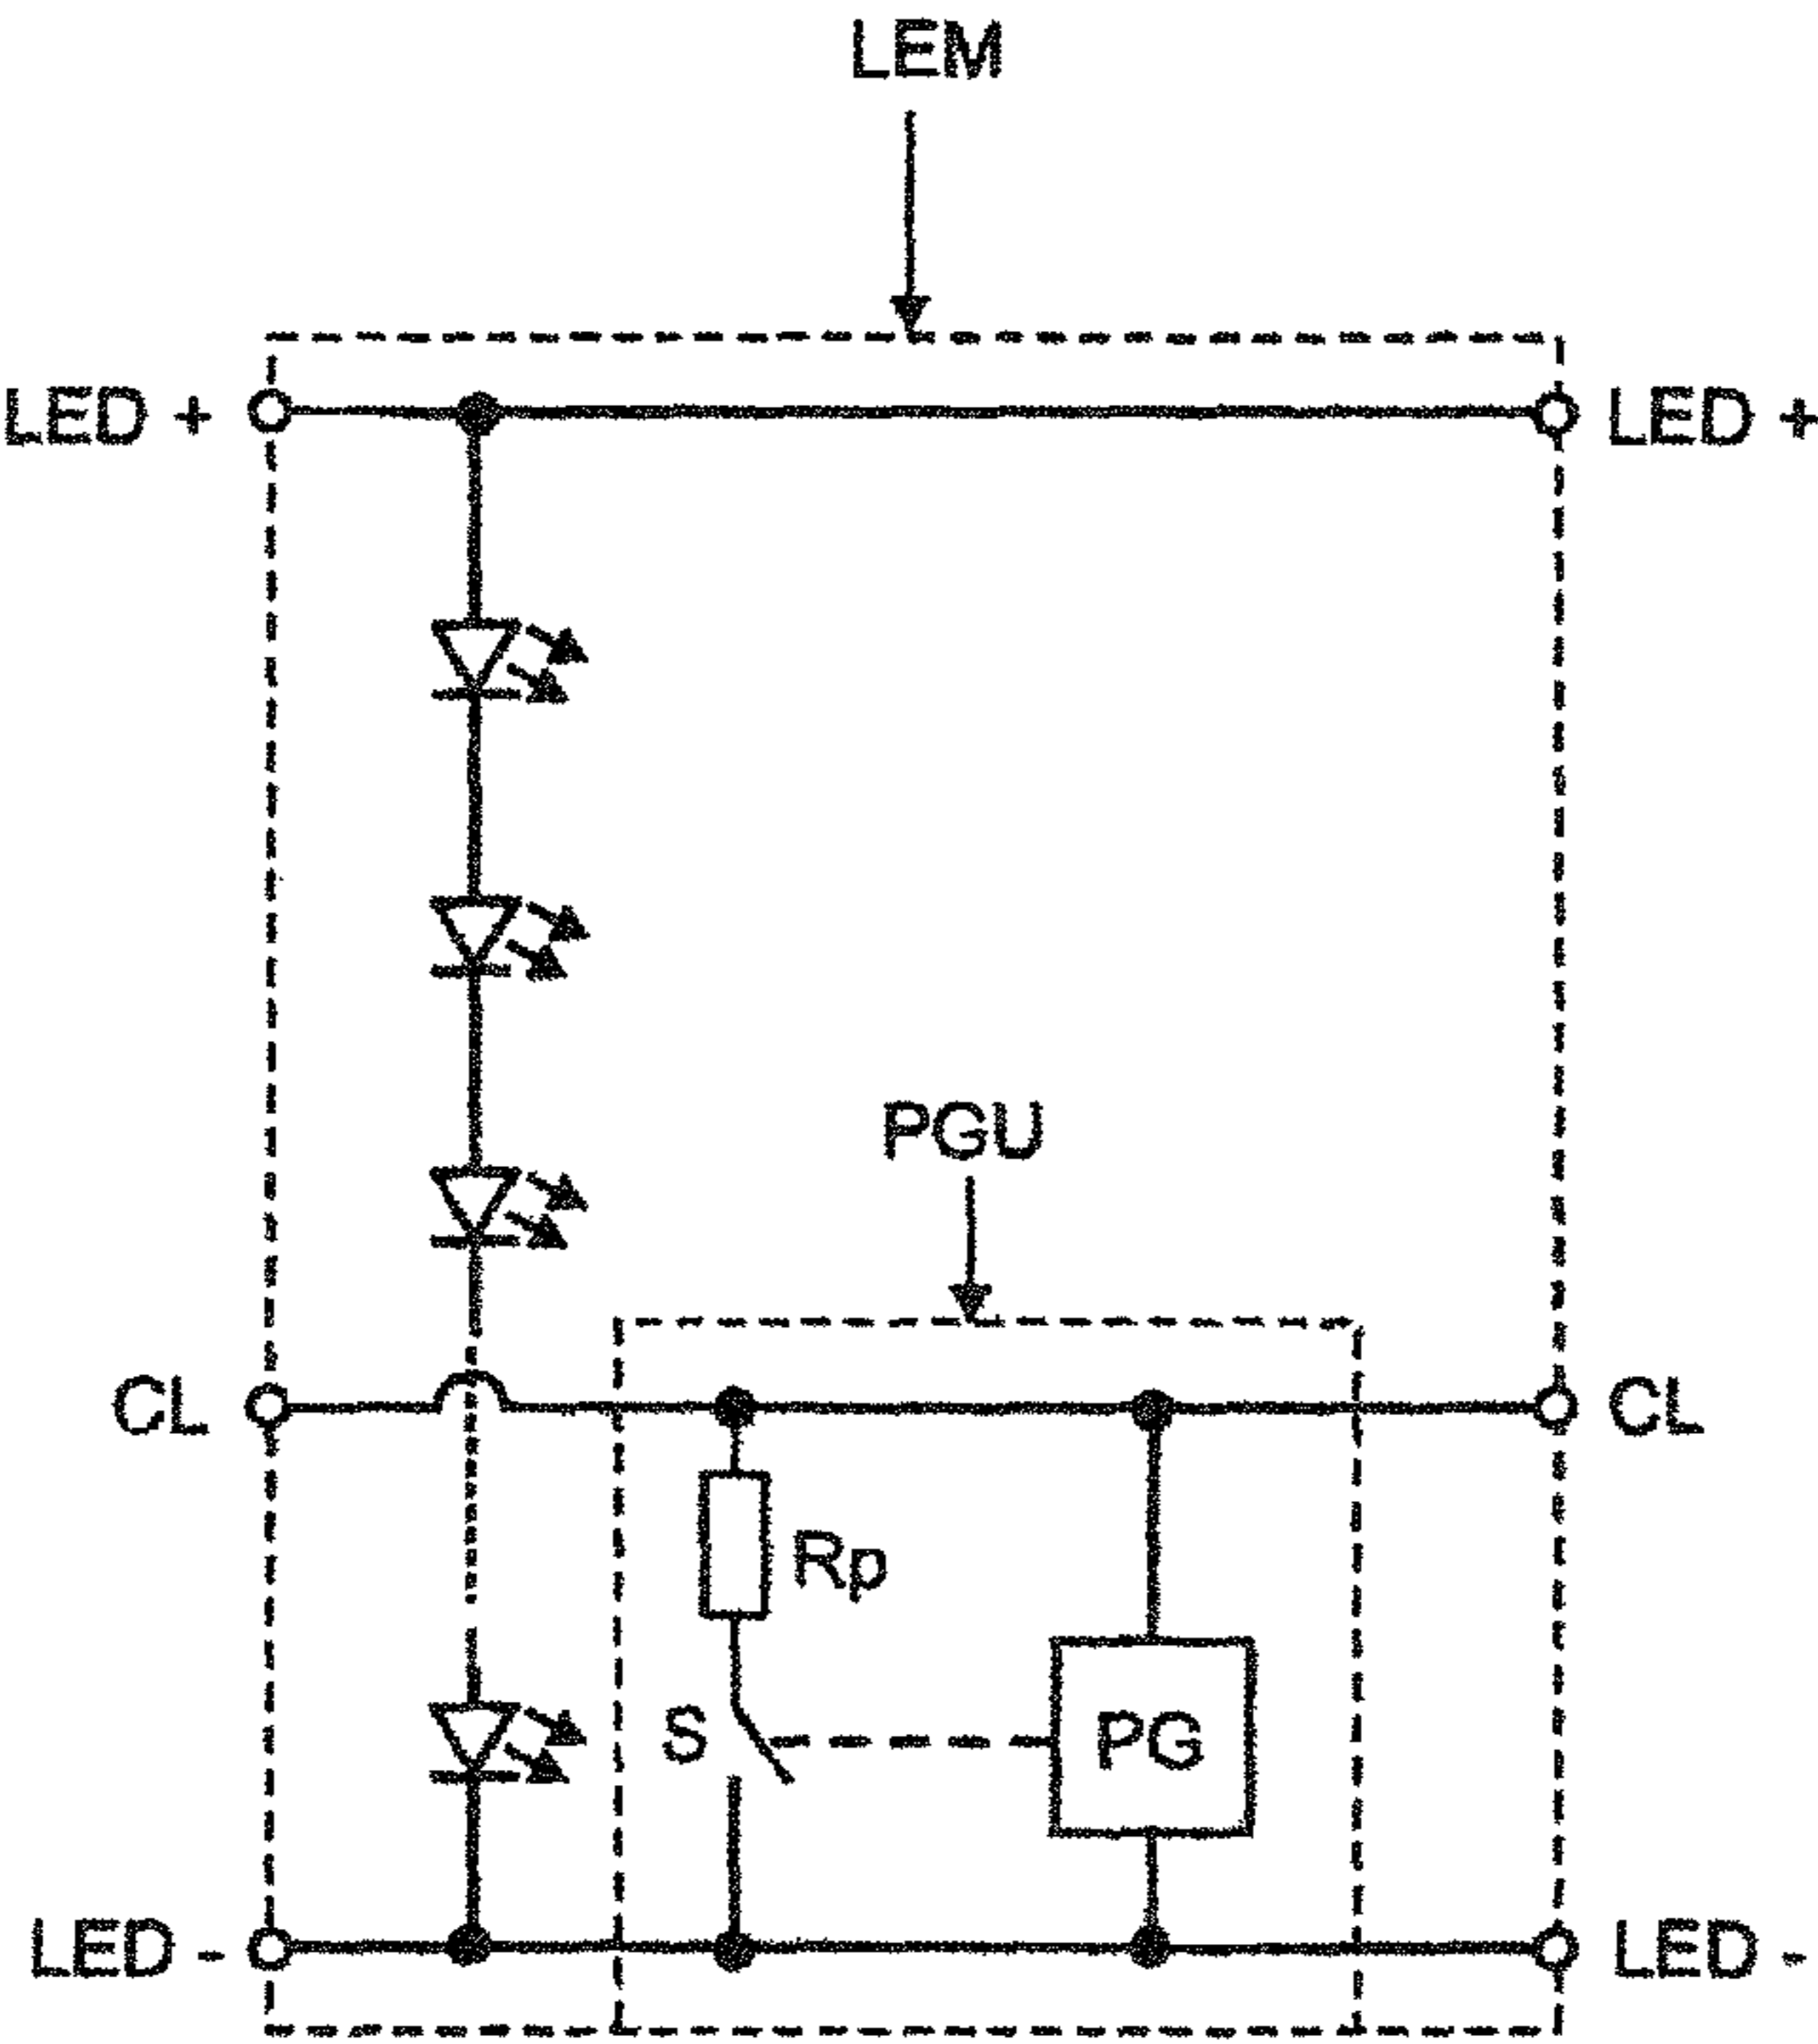 LEM
LED + LED +
PGU
CL CL
Rp
S PG
LED - LED -